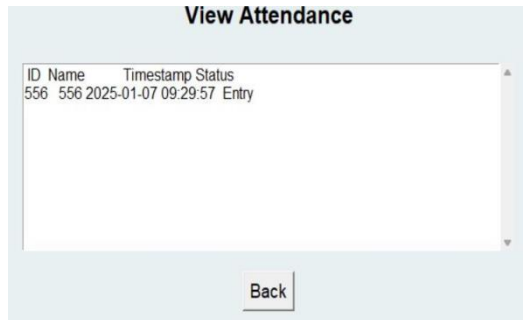 View Attendance
ID Name Timestamp Status
556 556 2025-01-07 09:29:57 Entry
Back